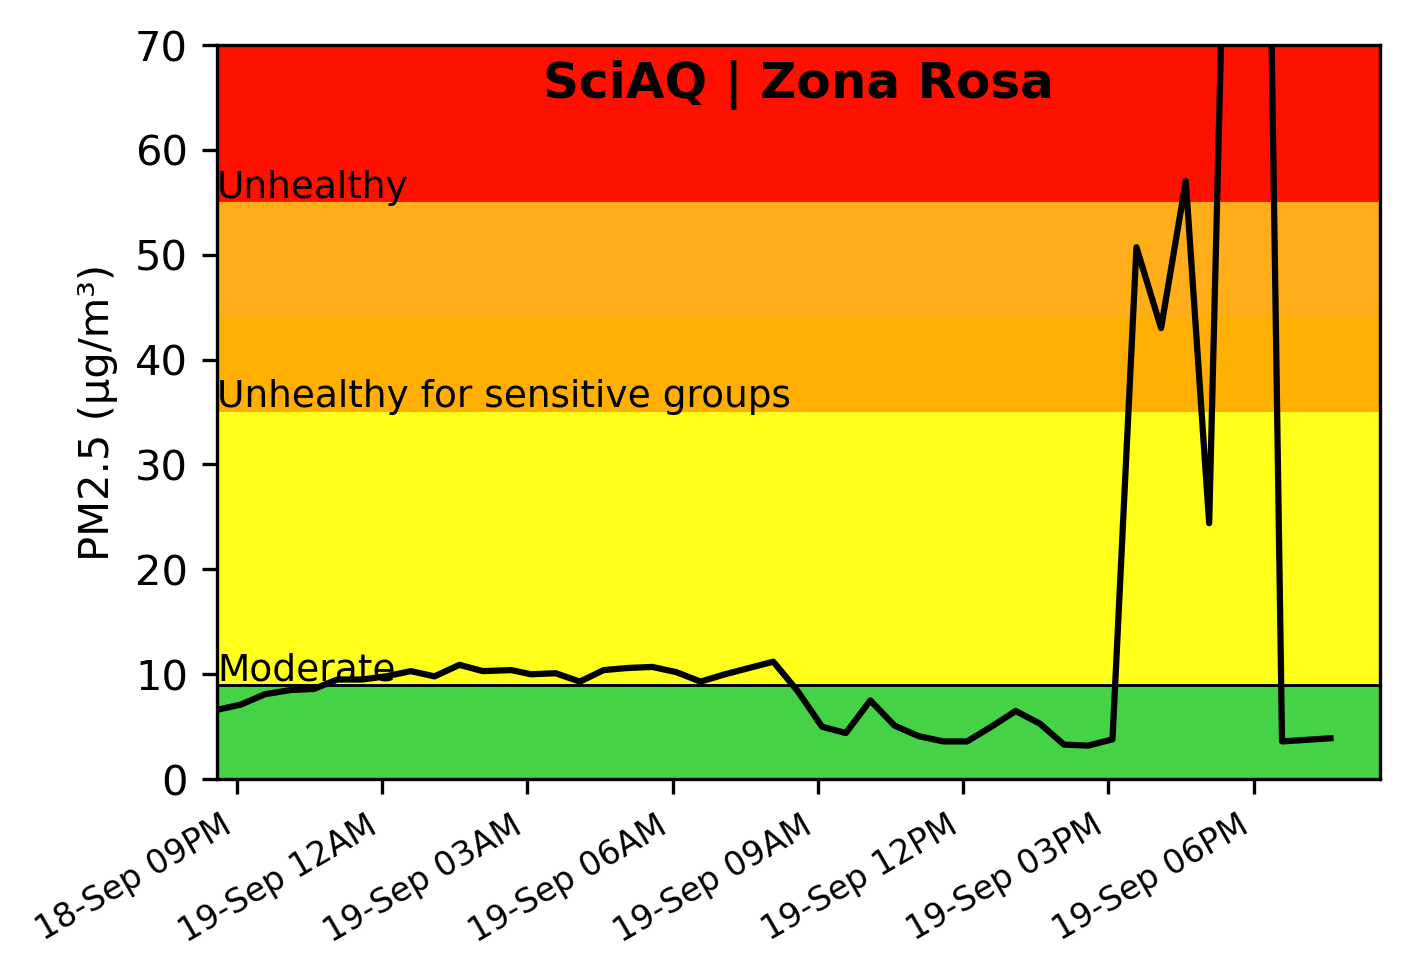 SciAQ | Zona Rosa
PM2.5 (µg/m³)
70
60
50
40
30
20
10
0
Unhealthy
Unhealthy for sensitive groups
Moderate
18-Sep 09PM
19-Sep 12AM
19-Sep 03AM
19-Sep 06AM
19-Sep 09AM
19-Sep 12PM
19-Sep 03PM
19-Sep 06PM